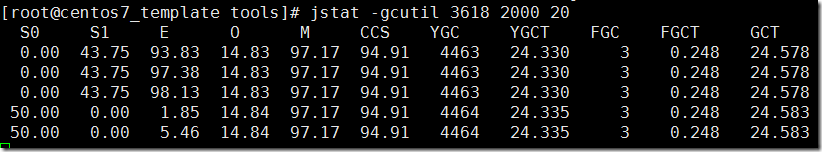 [root@centos7_template tools]# jstat -gcutil 3618 2000 20
S0 S1 E O M CCS YGC YGCT FGC FGCT GCT
0.00 43.75 93.83 14.83 97.17 94.91 4463 24.330 3 0.248 24.578
0.00 43.75 97.38 14.83 97.17 94.91 4463 24.330 3 0.248 24.578
0.00 43.75 98.13 14.83 97.17 94.91 4463 24.330 3 0.248 24.578
50.00 0.00 1.85 14.84 97.17 94.91 4464 24.335 3 0.248 24.583
50.00 0.00 5.46 14.84 97.17 94.91 4464 24.335 3 0.248 24.583